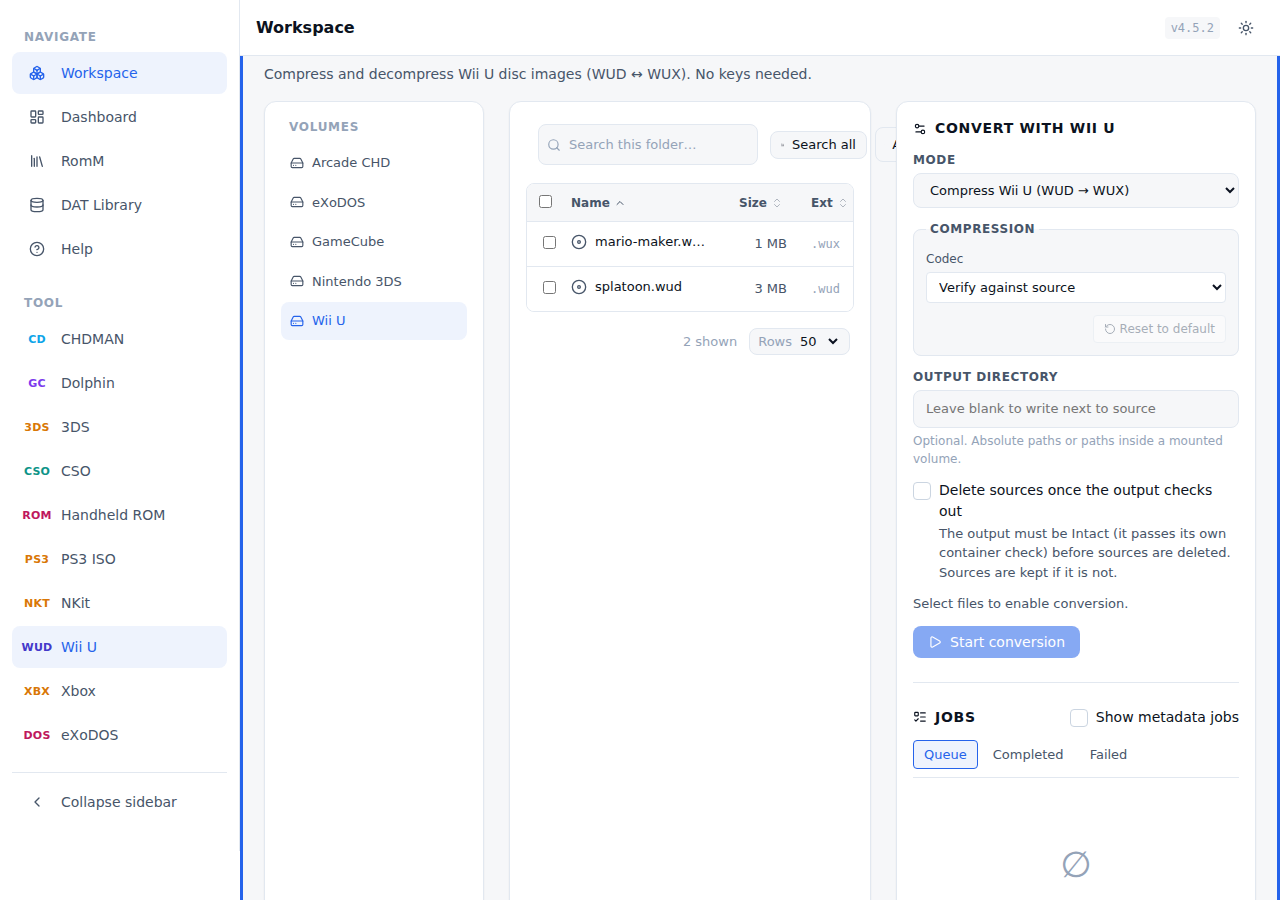 NAVIGATE
Workspace
Dashboard
RomM
DAT Library
Help
TOOL
CD CHDMAN
GC Dolphin
3DS 3DS
CSO CSO
ROM Handheld ROM
PS3 PS3 ISO
NKT NKit
WUD Wii U
XBX Xbox
DOS eXoDOS
Collapse sidebar
Workspace
v4.5.2
Compress and decompress Wii U disc images (WUD ↔ WUX). No keys needed.
VOLUMES
Arcade CHD
eXoDOS
GameCube
Nintendo 3DS
Wii U
Search this folder…
Search all
Name Size Ext
mario-maker.w… 1 MB .wux
splatoon.wud 3 MB .wud
2 shown Rows 50
CONVERT WITH WII U
MODE
Compress Wii U (WUD → WUX)
COMPRESSION
Codec
Verify against source
Reset to default
OUTPUT DIRECTORY
Leave blank to write next to source
Optional. Absolute paths or paths inside a mounted
volume.
Delete sources once the output checks
out
The output must be Intact (it passes its own
container check) before sources are deleted.
Sources are kept if it is not.
Select files to enable conversion.
Start conversion
JOBS
Show metadata jobs
Queue Completed Failed